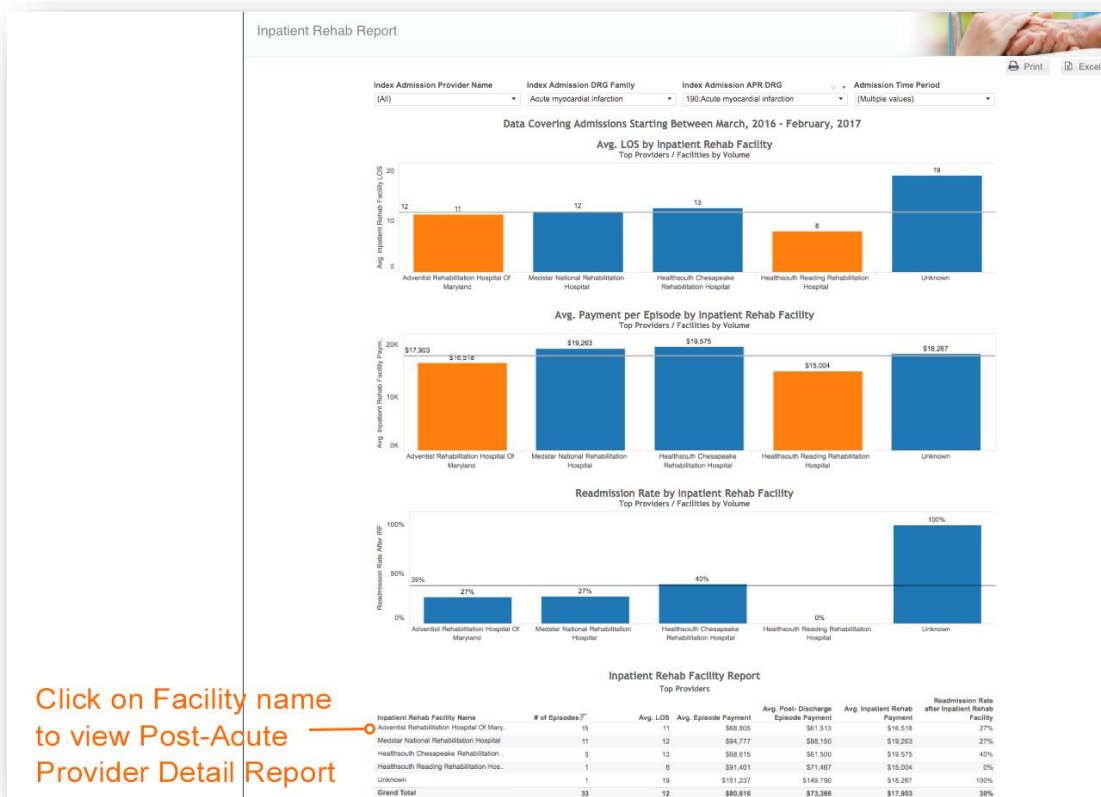 Inpatient Rehab Report
Print Excel
Index Admission Provider Name Index Admission DRG Family Index Admission APR DRG Admission Time Period
(All) Acute myocardial infarction 190:Acute myocardial infarction (Multiple values)
Data Covering Admissions Starting Between March, 2016 - February, 2017
Avg. LOS by Inpatient Rehab Facility
Top Providers / Facilities by Volume
Avg. Inpatient Rehab Facility LOS
20
10
0
12 11 12 13 8 19
Adventist Rehabilitation Hospital Of Medstar National Rehabilitation Healthsouth Chesapeake Healthsouth Reading Rehabilitation Unknown
Maryland Hospital Rehabilitation Hospital Hospital
Avg. Payment per Episode by Inpatient Rehab Facility
Top Providers / Facilities by Volume
Avg. Inpatient Rehab Facility Paym..
20K
10K
0K
$17,903 $16,518 $19,263 $19,575 $15,004 $18,267
Adventist Rehabilitation Hospital Of Medstar National Rehabilitation Healthsouth Chesapeake Healthsouth Reading Rehabilitation Unknown
Maryland Hospital Rehabilitation Hospital Hospital
Readmission Rate by Inpatient Rehab Facility
Top Providers / Facilities by Volume
Readmission Rate After IRF
100%
50%
0%
39% 27% 27% 40% 0% 100%
Adventist Rehabilitation Hospital Of Medstar National Rehabilitation Healthsouth Chesapeake Healthsouth Reading Rehabilitation Unknown
Maryland Hospital Rehabilitation Hospital Hospital
Inpatient Rehab Facility Report
Top Providers
Readmission Rate
Avg. Post- Discharge Avg. Inpatient Rehab after Inpatient Rehab
Inpatient Rehab Facility Name # of Episodes Avg. LOS Avg. Episode Payment Episode Payment Payment Facility
Adventist Rehabilitation Hospital Of Mary.. 15 11 $68,805 $61,513 $16,518 27%
Medstar National Rehabilitation Hospital 11 12 $94,777 $88,150 $19,263 27%
Healthsouth Chesapeake Rehabilitation .. 5 13 $68,615 $61,500 $19,575 40%
Healthsouth Reading Rehabilitation Hos.. 1 8 $91,401 $71,467 $15,004 0%
Unknown 1 19 $151,237 $149,790 $18,267 100%
Grand Total 33 12 $80,616 $73,366 $17,903 30%
Click on Facility name
to view Post-Acute
Provider Detail Report